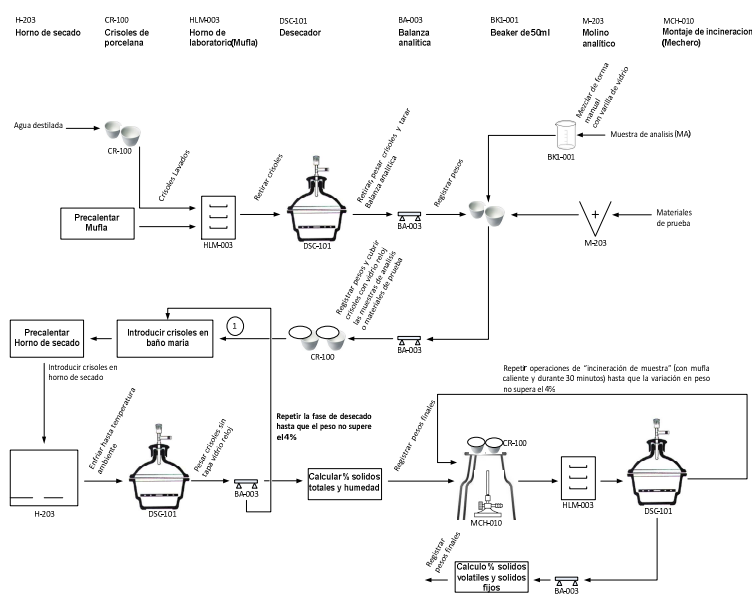 H-203
Horno de secado
CR-100
Crisoles de
porcelana
HLM-003
Horno de
laboratorio(Mufla)
DSC-101
Desecador
BA-003
Balanza
analitica
BK1-001
Beaker de 50ml
M-203
Molino
analítico
MCH-010
Montaje de incineracion
(Mechero)
Agua destilada
CR-100
Crisoles Lavados
Precalentar
Mufla
HLM-003
Retirar crisoles
DSC-101
Retirar, pesar crisoles y tarar
Balanza analitica
BA-003
Registrar pesos
Mezclar de forma
manual
con varilla de vidrio
BK1-001
Muestra de analisis (MA)
M-203
Materiales
de prueba
Registrar pesos y cubrir
crisoles con vidrio reloj
las muestras de analisis
o materiales de prueba
BA-003
CR-100
1
Introducir crisoles en
baño maria
Precalentar
Horno de secado
Introducir crisoles en
horno de secado
H-203
Enfriar hasta temperatura
ambiente
DSC-101
Pesar crisoles sin
tapa vidrio reloj
BA-003
Repetir la fase de desecado
hasta que el peso no supere
el 4%
Calcular % solidos
totales y humedad
Registrar pesos finales
Repetir operaciones de "incineración de muestra" (con mufla
caliente y durante 30 minutos) hasta que la variación en peso
no supera el 4%
CR-100
MCH-010
HLM-003
DSC-101
BA-003
Calculo % solidos
volatiles y solidos
fijos
Registrar
pesos finales